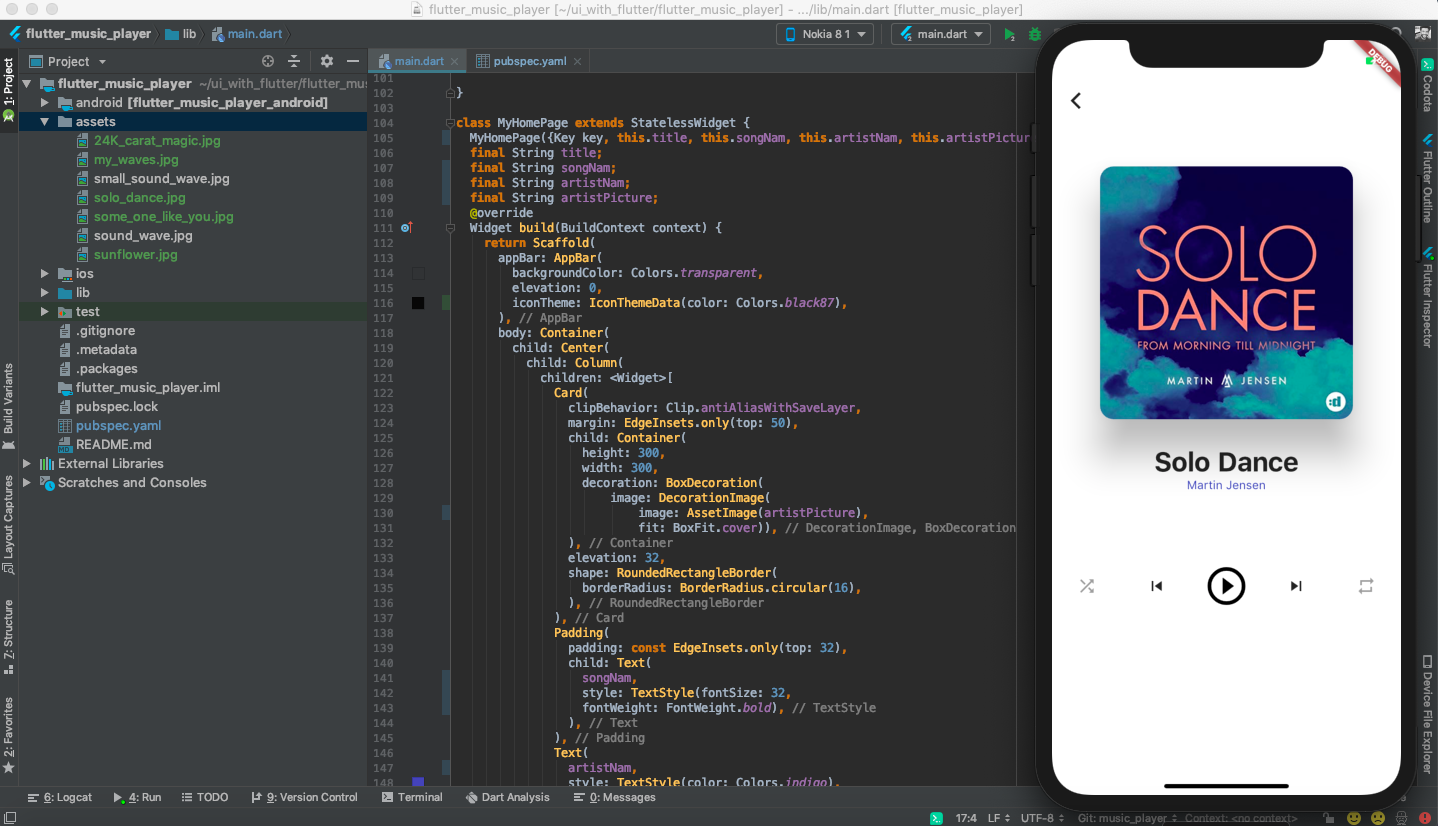 flutter_music_player [~/ui_with_flutter/flutter_music_player] - .../lib/main.dart [flutter_music_player]
flutter_music_player lib main.dart Nokia 8 1 main.dart
Project main.dart pubspec.yaml
1: Project
Build Variants
Layout Captures
Z: Structure
2: Favorites
flutter_music_player ~/ui_with_flutter/flutter_mus
android [flutter_music_player_android]
assets
24K_carat_magic.jpg
my_waves.jpg
small_sound_wave.jpg
solo_dance.jpg
some_one_like_you.jpg
sound_wave.jpg
sunflower.jpg
ios
lib
test
.gitignore
.metadata
.packages
flutter_music_player.iml
pubspec.lock
pubspec.yaml
README.md
External Libraries
Scratches and Consoles
101
102 }
103
104 class MyHomePage extends StatelessWidget {
105 MyHomePage({Key key, this.title, this.songNam, this.artistNam, this.artistPictur
106 final String title;
107 final String songNam;
108 final String artistNam;
109 final String artistPicture;
110 @override
111 Widget build(BuildContext context) {
112 return Scaffold(
113 appBar: AppBar(
114 backgroundColor: Colors.transparent,
115 elevation: 0,
116 iconTheme: IconThemeData(color: Colors.black87),
117 ), // AppBar
118 body: Container(
119 child: Center(
120 child: Column(
121 children: <Widget>[
122 Card(
123 clipBehavior: Clip.antiAliasWithSaveLayer,
124 margin: EdgeInsets.only(top: 50),
125 child: Container(
126 height: 300,
127 width: 300,
128 decoration: BoxDecoration(
129 image: DecorationImage(
130 image: AssetImage(artistPicture),
131 fit: BoxFit.cover)), // DecorationImage, BoxDecoration
132 ), // Container
133 elevation: 32,
134 shape: RoundedRectangleBorder(
135 borderRadius: BorderRadius.circular(16),
136 ), // RoundedRectangleBorder
137 ), // Card
138 Padding(
139 padding: const EdgeInsets.only(top: 32),
140 child: Text(
141 songNam,
142 style: TextStyle(fontSize: 32,
143 fontWeight: FontWeight.bold), // TextStyle
144 ), // Text
145 ), // Padding
146 Text(
147 artistNam,
148 style: TextStyle(color: Colors.indigo),
DEBUG
SOLO
DANCE
FROM MORNING TILL MIDNIGHT
MARTIN JENSEN
:d
Solo Dance
Martin Jensen
Codota
Flutter Outline
Flutter Inspector
Device File Explorer
6: Logcat 4: Run TODO 9: Version Control Terminal Dart Analysis 0: Messages
17:4 LF UTF-8 Git: music_player Context: <no context>